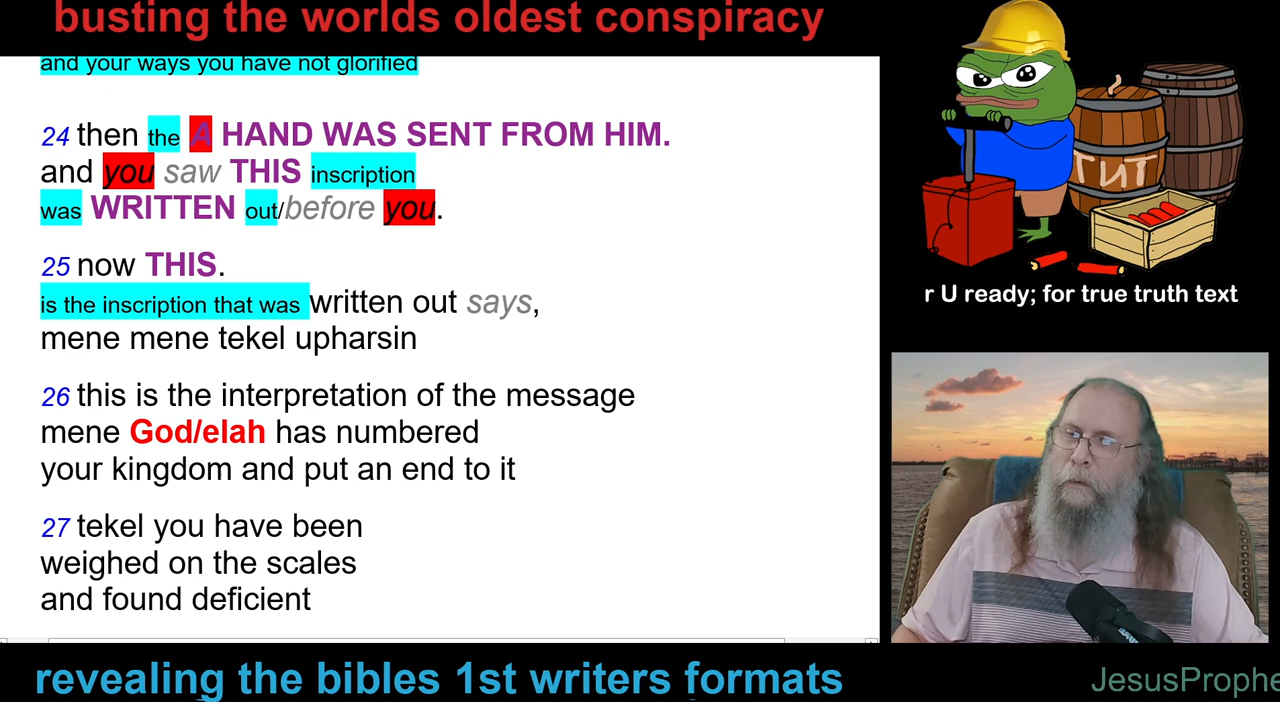 busting the worlds oldest conspiracy
and your ways you have not glorified
24 then the A HAND WAS SENT FROM HIM.
and you saw THIS inscription
was WRITTEN out/before you.
25 now THIS.
is the inscription that was written out says,
mene mene tekel upharsin
26 this is the interpretation of the message
mene God/elah has numbered
your kingdom and put an end to it
27 tekel you have been
weighed on the scales
and found deficient
TNT
r U ready; for true truth text
revealing the bibles 1st writers formats
JesusProphe